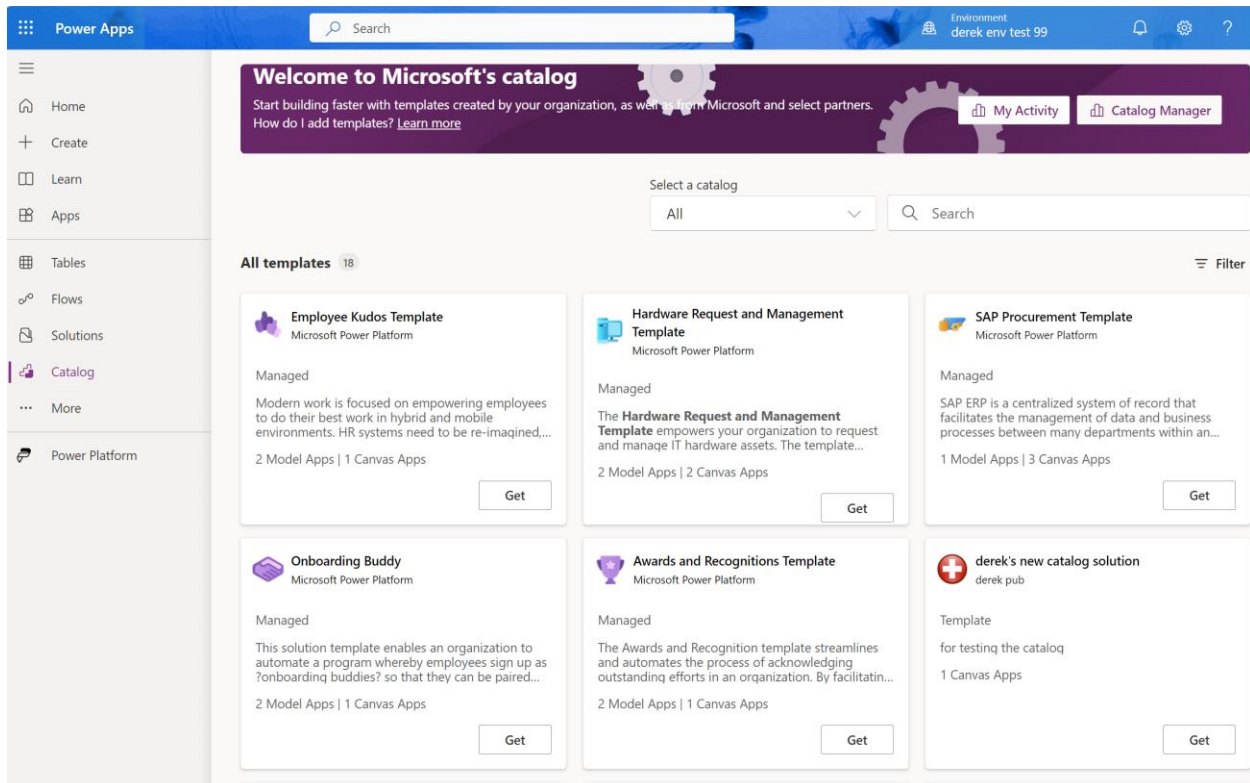 Power Apps
Search
Environment
derek env test 99
?
Home
Create
Learn
Apps
Tables
Flows
Solutions
Catalog
More
Power Platform
Welcome to Microsoft's catalog
Start building faster with templates created by your organization, as well as from Microsoft and select partners.
How do I add templates? Learn more
My Activity
Catalog Manager
Select a catalog
All
Search
All templates 18
Filter
Employee Kudos Template
Microsoft Power Platform
Managed
Modern work is focused on empowering employees
to do their best work in hybrid and mobile
environments. HR systems need to be re-imagined,...
2 Model Apps | 1 Canvas Apps
Get
Hardware Request and Management
Template
Microsoft Power Platform
Managed
The Hardware Request and Management
Template empowers your organization to request
and manage IT hardware assets. The template...
2 Model Apps | 2 Canvas Apps
Get
SAP Procurement Template
Microsoft Power Platform
Managed
SAP ERP is a centralized system of record that
facilitates the management of data and business
processes between many departments within an...
1 Model Apps | 3 Canvas Apps
Get
Onboarding Buddy
Microsoft Power Platform
Managed
This solution template enables an organization to
automate a program whereby employees sign up as
?onboarding buddies? so that they can be paired...
2 Model Apps | 1 Canvas Apps
Get
Awards and Recognitions Template
Microsoft Power Platform
Managed
The Awards and Recognition template streamlines
and automates the process of acknowledging
outstanding efforts in an organization. By facilitatin...
2 Model Apps | 1 Canvas Apps
Get
derek's new catalog solution
derek pub
Template
for testing the catalog
1 Canvas Apps
Get